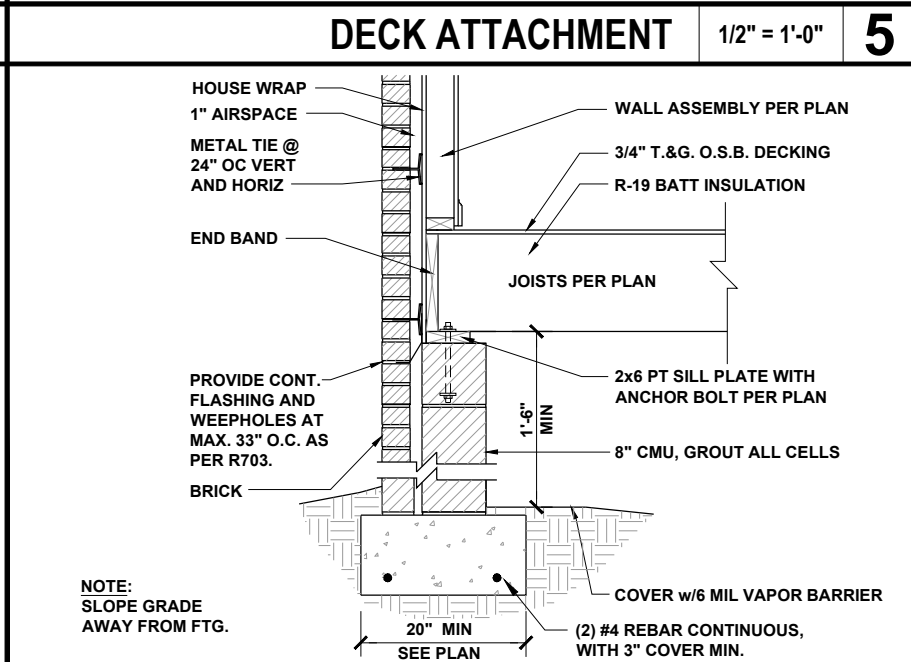 DECK ATTACHMENT
1/2" = 1'-0"
5
HOUSE WRAP
1" AIRSPACE
METAL TIE @
24" OC VERT
AND HORIZ
END BAND
PROVIDE CONT.
FLASHING AND
WEEPHOLES AT
MAX. 33" O.C. AS
PER R703.
BRICK
NOTE:
SLOPE GRADE
AWAY FROM FTG.
WALL ASSEMBLY PER PLAN
3/4" T.&G. O.S.B. DECKING
R-19 BATT INSULATION
JOISTS PER PLAN
2x6 PT SILL PLATE WITH
ANCHOR BOLT PER PLAN
1'-6"
MIN
8" CMU, GROUT ALL CELLS
COVER w/6 MIL VAPOR BARRIER
(2) #4 REBAR CONTINUOUS,
WITH 3" COVER MIN.
20" MIN
SEE PLAN